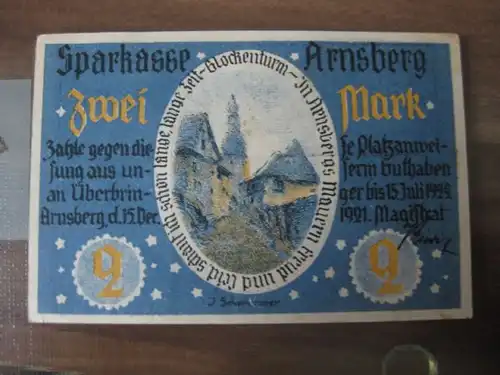 Sparkasse Arnsberg
Zwei Mark
Zahle gegen die- se Platzanwei-
sung aus un- serm Guthaben
an Überbrin- ger bis 15. Juli 1922.
Arnsberg, d. 15. Dec. 1921. Magistrat
Glockenturm – In Arnsbergs Mauern Freud und Leid schau ich schon lange, lange Zeit –
2 2